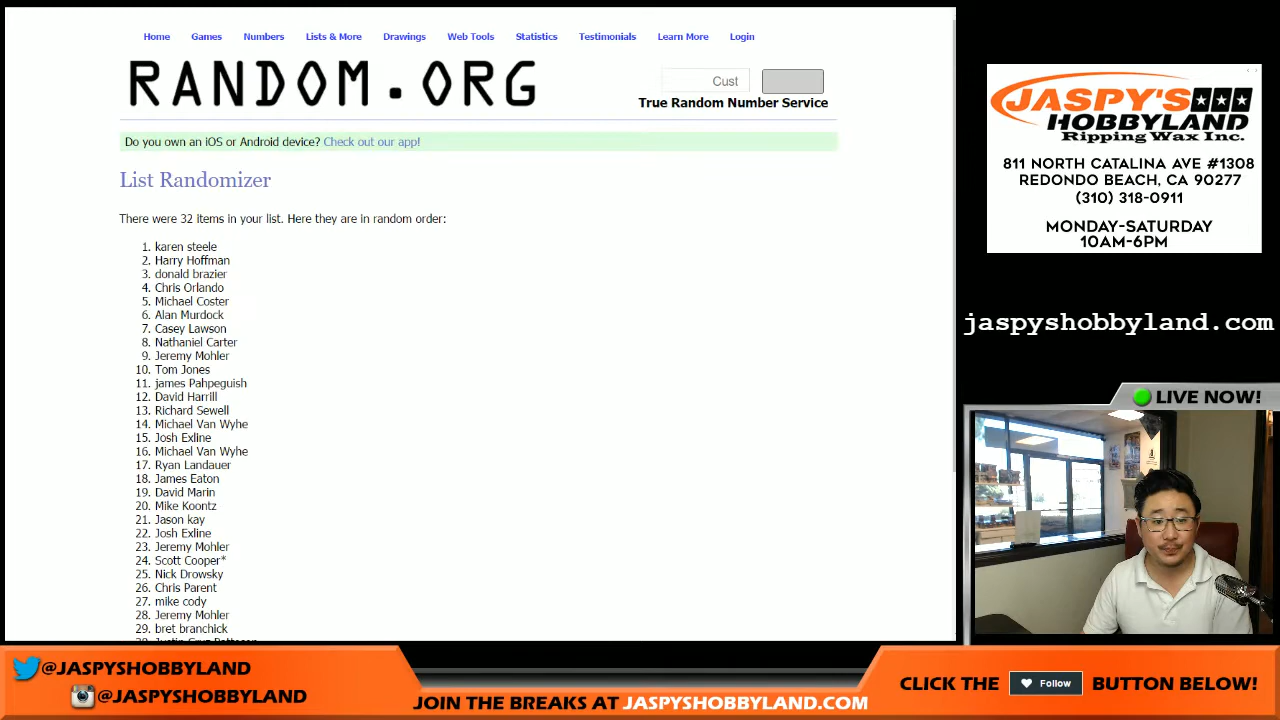 Home Games Numbers Lists & More Drawings Web Tools Statistics Testimonials Learn More Login
RANDOM.ORG
Cust
True Random Number Service
Do you own an iOS or Android device? Check out our app!
List Randomizer
There were 32 items in your list. Here they are in random order:
1. karen steele
2. Harry Hoffman
3. donald brazier
4. Chris Orlando
5. Michael Coster
6. Alan Murdock
7. Casey Lawson
8. Nathaniel Carter
9. Jeremy Mohler
10. Tom Jones
11. james Pahpeguish
12. David Harrill
13. Richard Sewell
14. Michael Van Wyhe
15. Josh Exline
16. Michael Van Wyhe
17. Ryan Landauer
18. James Eaton
19. David Marin
20. Mike Koontz
21. Jason kay
22. Josh Exline
23. Jeremy Mohler
24. Scott Cooper*
25. Nick Drowsky
26. Chris Parent
27. mike cody
28. Jeremy Mohler
29. bret branchick
JASPY'S
HOBBYLAND
Ripping Wax Inc.
811 NORTH CATALINA AVE #1308
REDONDO BEACH, CA 90277
(310) 318-0911
MONDAY-SATURDAY
10AM-6PM
jaspyshobbyland.com
LIVE NOW!
@JASPYSHOBBYLAND
@JASPYSHOBBYLAND
JOIN THE BREAKS AT JASPYSHOBBYLAND.COM
CLICK THE Follow BUTTON BELOW!